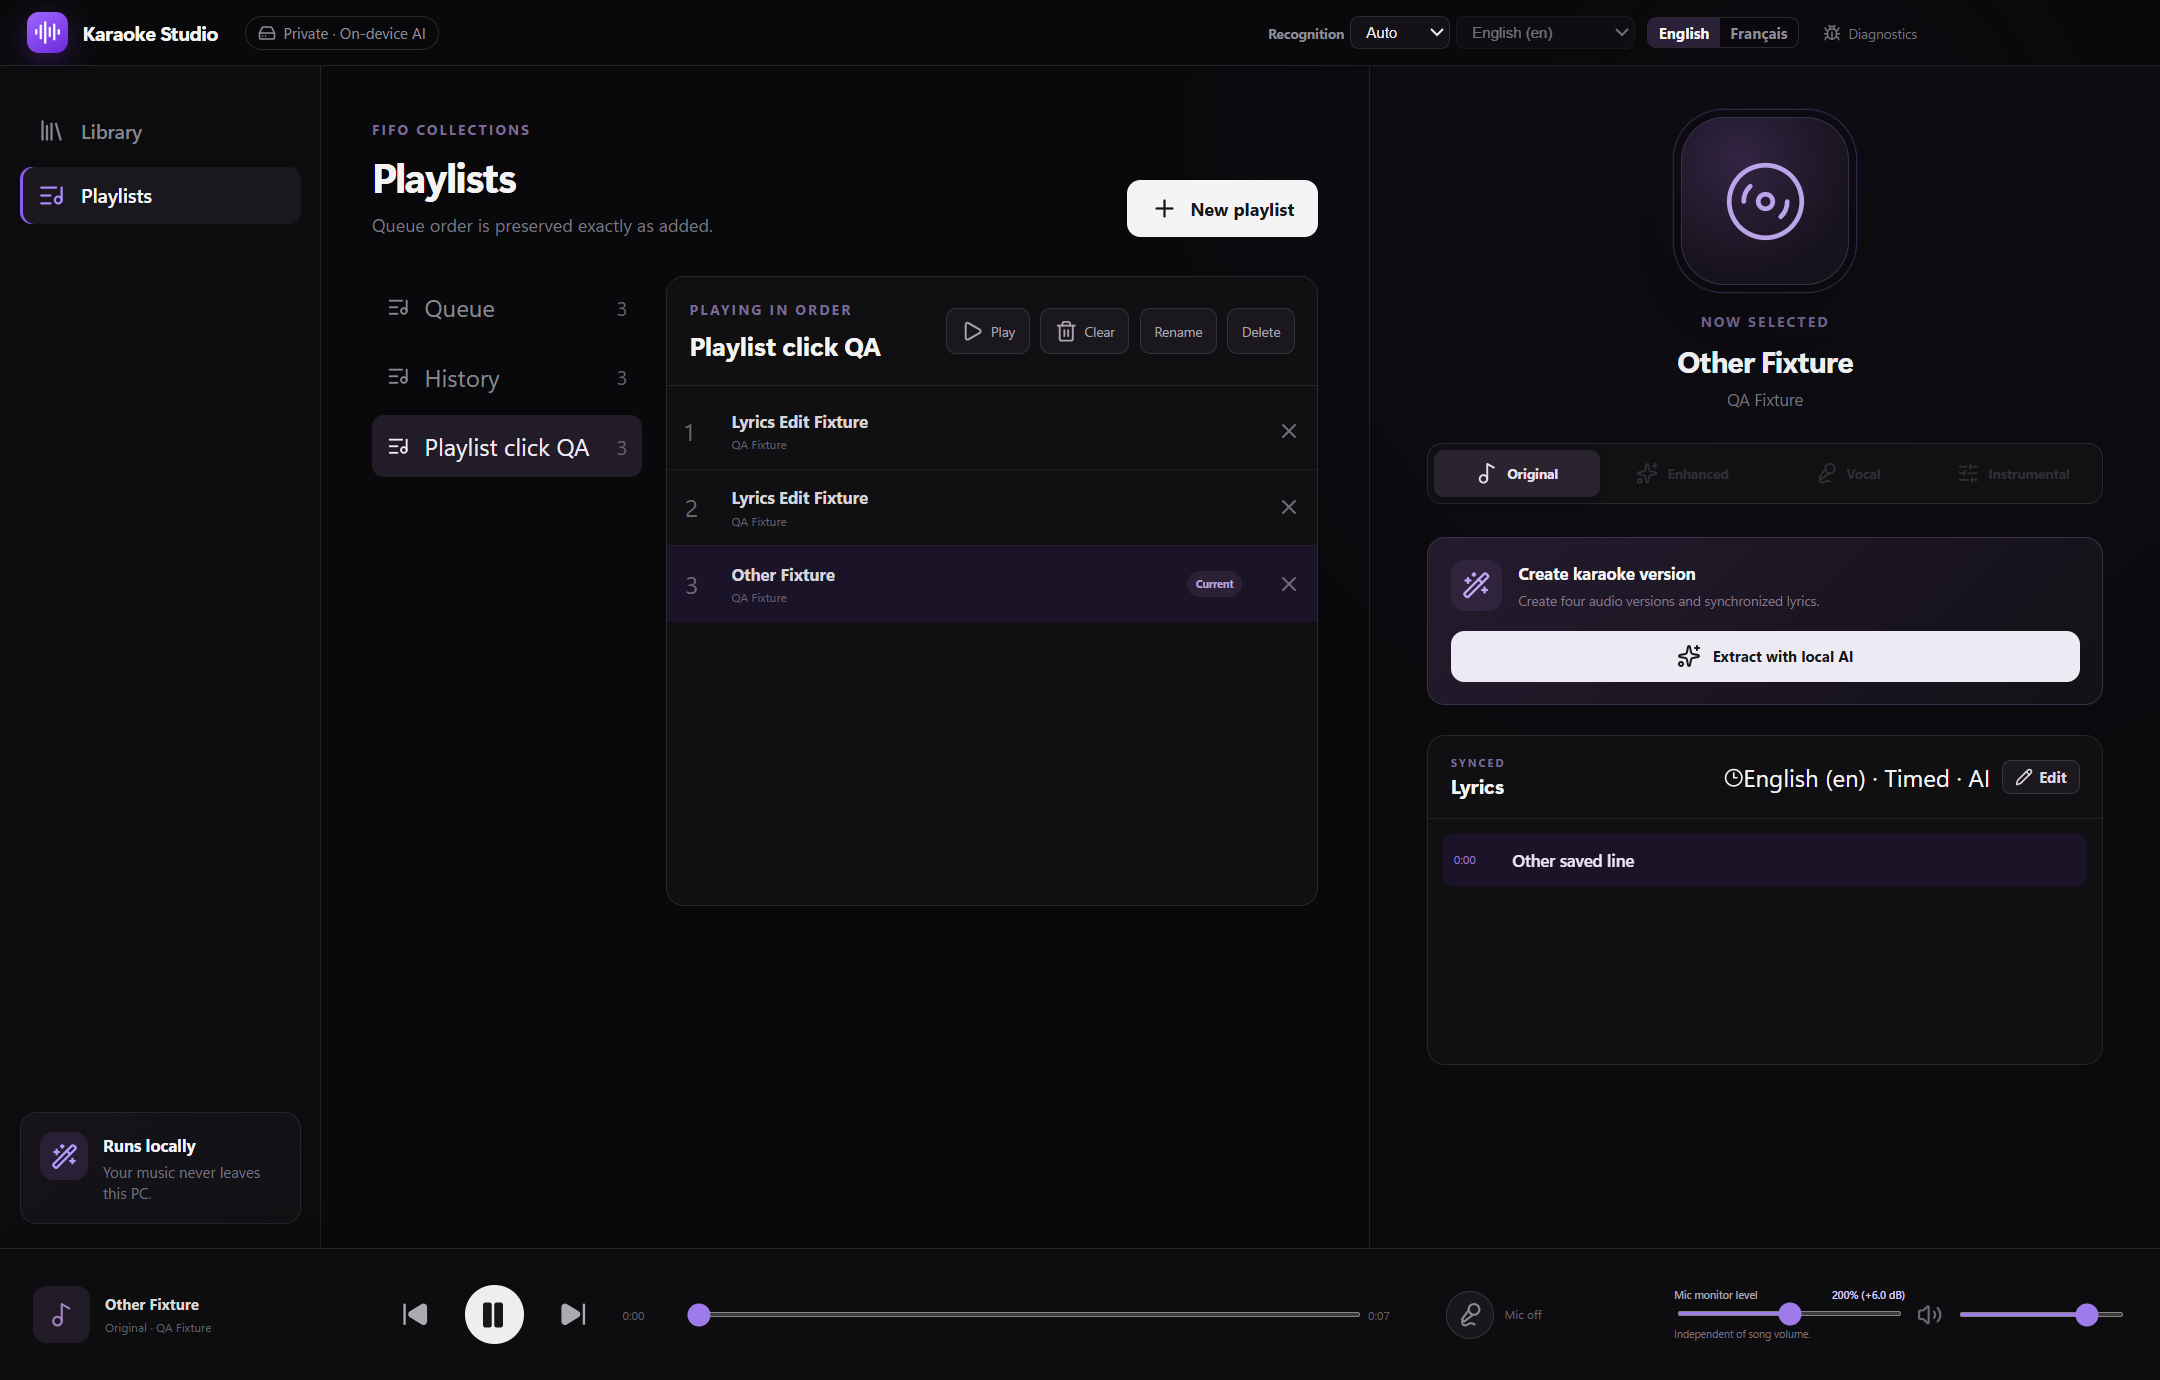 Karaoke Studio
Private · On-device AI
Recognition
Auto
English (en)
English
Français
Diagnostics
Library
Playlists
FIFO COLLECTIONS
Playlists
Queue order is preserved exactly as added.
New playlist
Queue 3
History 3
Playlist click QA 3
PLAYING IN ORDER
Playlist click QA
Play
Clear
Rename
Delete
1
Lyrics Edit Fixture
QA Fixture
2
Lyrics Edit Fixture
QA Fixture
3
Other Fixture
QA Fixture
Current
NOW SELECTED
Other Fixture
QA Fixture
Original
Enhanced
Vocal
Instrumental
Create karaoke version
Create four audio versions and synchronized lyrics.
Extract with local AI
SYNCED
Lyrics
English (en) · Timed · AI
Edit
0:00 Other saved line
Runs locally
Your music never leaves
this PC.
Other Fixture
Original · QA Fixture
0:00
0:07
Mic off
Mic monitor level 200% (+6.0 dB)
Independent of song volume.